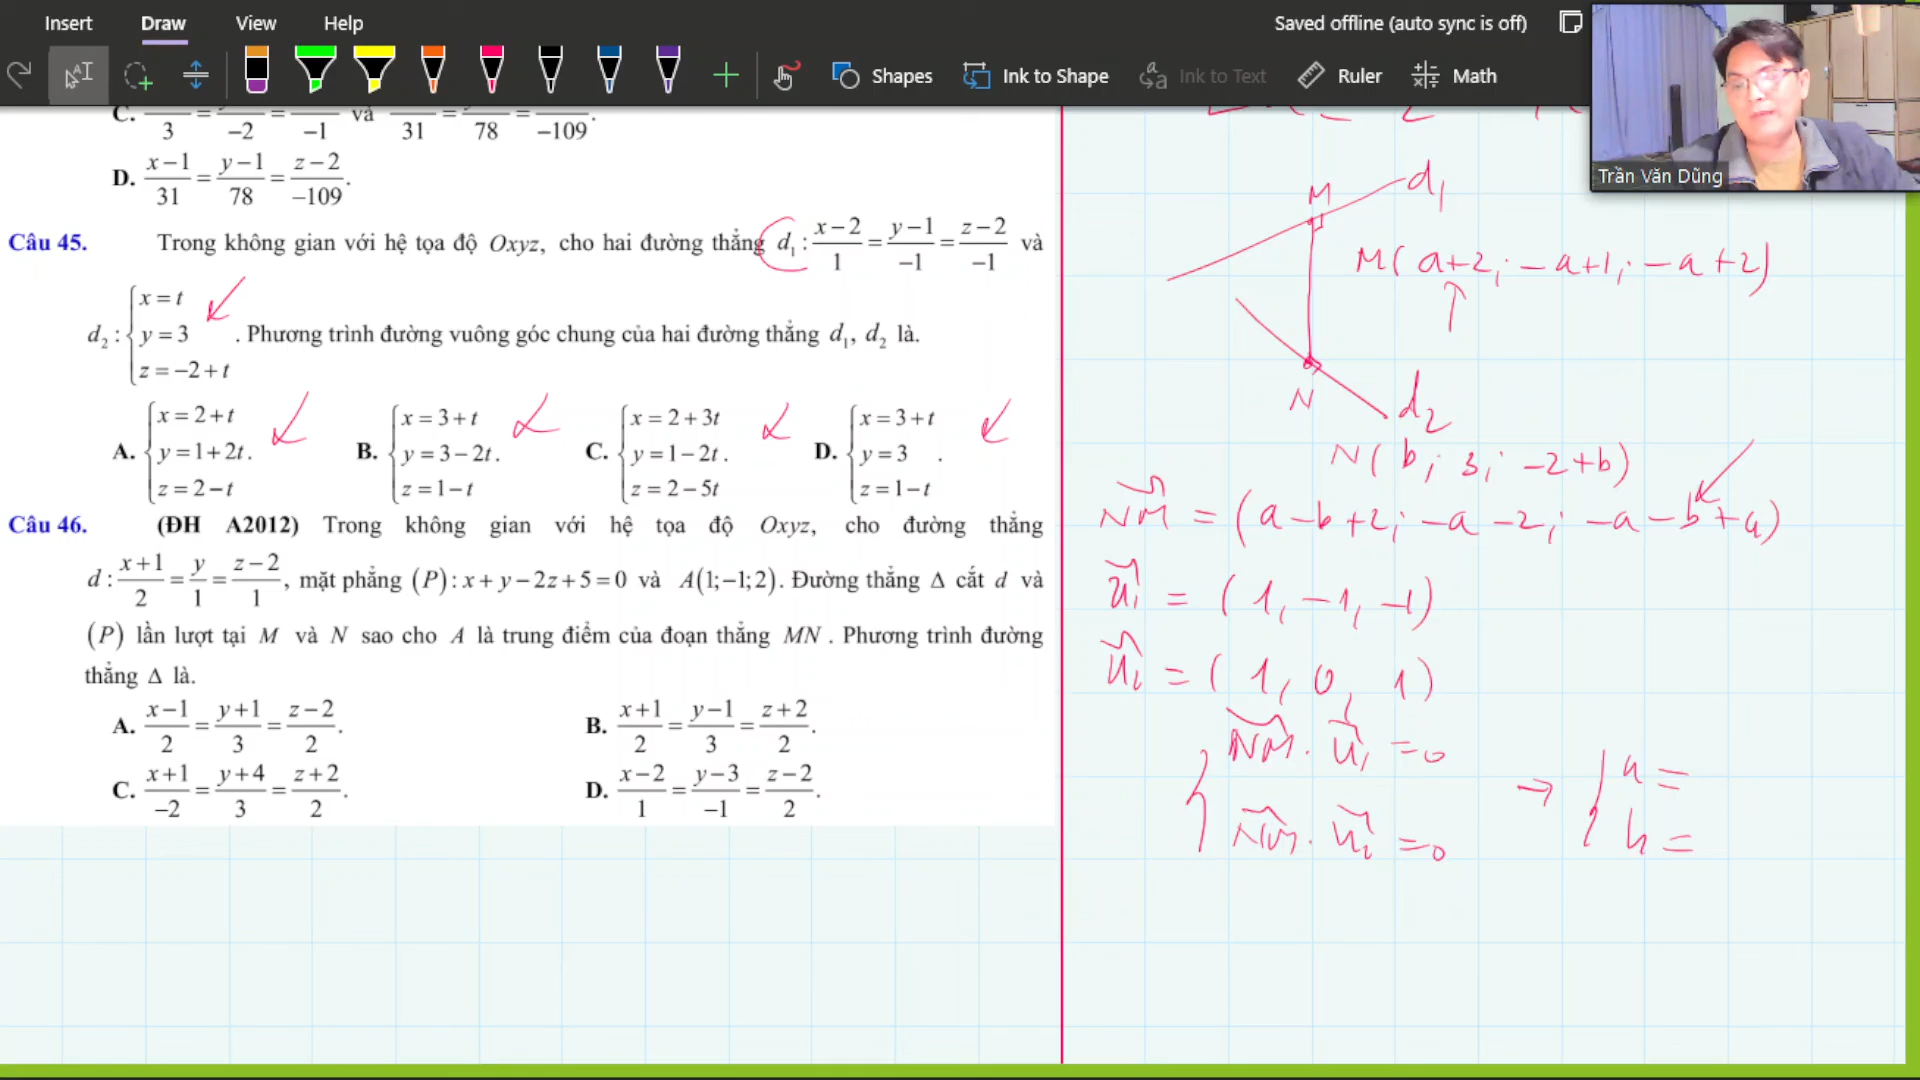 Insert Draw View Help Saved offline (auto sync is off)
Shapes Ink to Shape Ink to Text Ruler Math
Trần Văn Dũng
C. 3 = -2 = -1 và 31 = 78 = -109.
D. (x-1)/31 = (y-1)/78 = (z-2)/-109.
Câu 45. Trong không gian với hệ tọa độ Oxyz, cho hai đường thẳng d₁: (x-2)/1 = (y-1)/-1 = (z-2)/-1 và
d₂: { x = t
y = 3
z = -2 + t
. Phương trình đường vuông góc chung của hai đường thẳng d₁, d₂ là.
A. { x = 2 + t
y = 1 + 2t.
z = 2 - t
B. { x = 3 + t
y = 3 - 2t.
z = 1 - t
C. { x = 2 + 3t
y = 1 - 2t.
z = 2 - 5t
D. { x = 3 + t
y = 3.
z = 1 - t
Câu 46. (ĐH A2012) Trong không gian với hệ tọa độ Oxyz, cho đường thẳng
d: (x+1)/2 = y/1 = (z-2)/1, mặt phẳng (P): x + y - 2z + 5 = 0 và A(1;-1;2). Đường thẳng Δ cắt d và
(P) lần lượt tại M và N sao cho A là trung điểm của đoạn thẳng MN. Phương trình đường
thẳng Δ là.
A. (x-1)/2 = (y+1)/3 = (z-2)/2. B. (x+1)/2 = (y-1)/3 = (z+2)/2.
C. (x+1)/-2 = (y+4)/3 = (z+2)/2. D. (x-2)/1 = (y-3)/-1 = (z-2)/2.
M d₁
M(a+2; -a+1; -a+2)
N d₂
N(b; 3; -2+b)
NM = (a-b+2; -a-2; -a-b+4)
u₁ = (1, -1, -1)
u₂ = (1, 0, 1)
{ NM . u₁ = 0
NM . u₂ = 0
→ { a =
b =